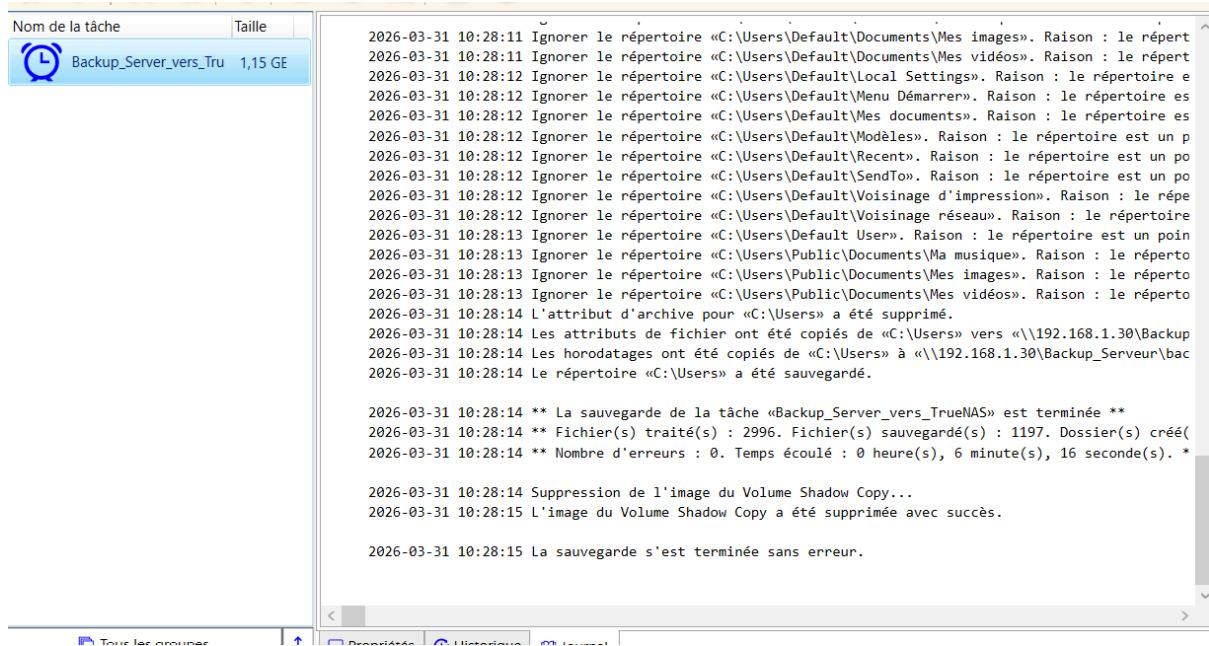 Nom de la tâche Taille
Backup_Server_vers_Tru 1,15 GE
2026-03-31 10:28:11 Ignorer le répertoire «C:\Users\Default\Documents\Mes images». Raison : le répert
2026-03-31 10:28:11 Ignorer le répertoire «C:\Users\Default\Documents\Mes vidéos». Raison : le répert
2026-03-31 10:28:12 Ignorer le répertoire «C:\Users\Default\Local Settings». Raison : le répertoire e
2026-03-31 10:28:12 Ignorer le répertoire «C:\Users\Default\Menu Démarrer». Raison : le répertoire es
2026-03-31 10:28:12 Ignorer le répertoire «C:\Users\Default\Mes documents». Raison : le répertoire es
2026-03-31 10:28:12 Ignorer le répertoire «C:\Users\Default\Modèles». Raison : le répertoire est un p
2026-03-31 10:28:12 Ignorer le répertoire «C:\Users\Default\Recent». Raison : le répertoire est un po
2026-03-31 10:28:12 Ignorer le répertoire «C:\Users\Default\SendTo». Raison : le répertoire est un po
2026-03-31 10:28:12 Ignorer le répertoire «C:\Users\Default\Voisinage d'impression». Raison : le répe
2026-03-31 10:28:12 Ignorer le répertoire «C:\Users\Default\Voisinage réseau». Raison : le répertoire
2026-03-31 10:28:13 Ignorer le répertoire «C:\Users\Default User». Raison : le répertoire est un poin
2026-03-31 10:28:13 Ignorer le répertoire «C:\Users\Public\Documents\Ma musique». Raison : le réperto
2026-03-31 10:28:13 Ignorer le répertoire «C:\Users\Public\Documents\Mes images». Raison : le réperto
2026-03-31 10:28:13 Ignorer le répertoire «C:\Users\Public\Documents\Mes vidéos». Raison : le réperto
2026-03-31 10:28:14 L'attribut d'archive pour «C:\Users» a été supprimé.
2026-03-31 10:28:14 Les attributs de fichier ont été copiés de «C:\Users» vers «\\192.168.1.30\Backup
2026-03-31 10:28:14 Les horodatages ont été copiés de «C:\Users» à «\\192.168.1.30\Backup_Serveur\bac
2026-03-31 10:28:14 Le répertoire «C:\Users» a été sauvegardé.
2026-03-31 10:28:14 ** La sauvegarde de la tâche «Backup_Server_vers_TrueNAS» est terminée **
2026-03-31 10:28:14 ** Fichier(s) traité(s) : 2996. Fichier(s) sauvegardé(s) : 1197. Dossier(s) créé(
2026-03-31 10:28:14 ** Nombre d'erreurs : 0. Temps écoulé : 0 heure(s), 6 minute(s), 16 seconde(s). *
2026-03-31 10:28:14 Suppression de l'image du Volume Shadow Copy...
2026-03-31 10:28:15 L'image du Volume Shadow Copy a été supprimée avec succès.
2026-03-31 10:28:15 La sauvegarde s'est terminée sans erreur.
Tous les groupes Propriétés Historique Journal